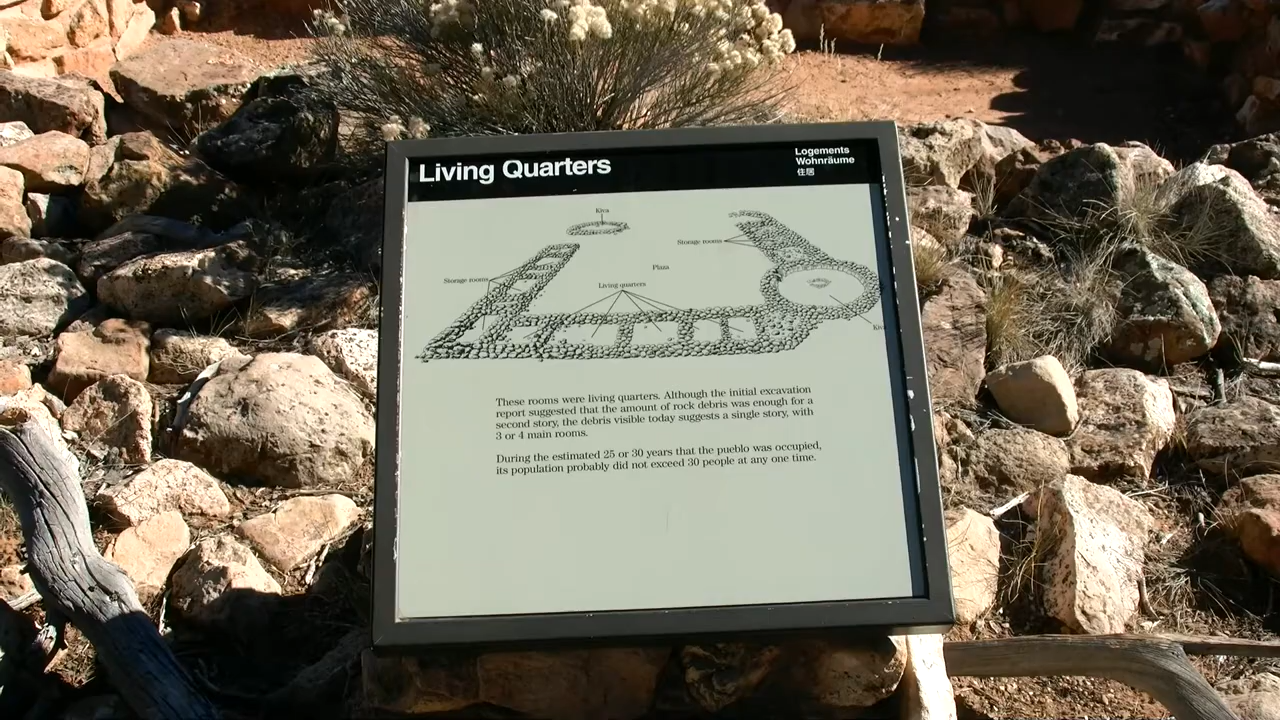 Living Quarters
Logements
Wohnräume
住居
Kiva
Storage rooms
Plaza
Storage rooms
Living quarters
Kiva
These rooms were living quarters. Although the initial excavation
report suggested that the amount of rock debris was enough for a
second story, the debris visible today suggests a single story, with
3 or 4 main rooms.
During the estimated 25 or 30 years that the pueblo was occupied,
its population probably did not exceed 30 people at any one time.